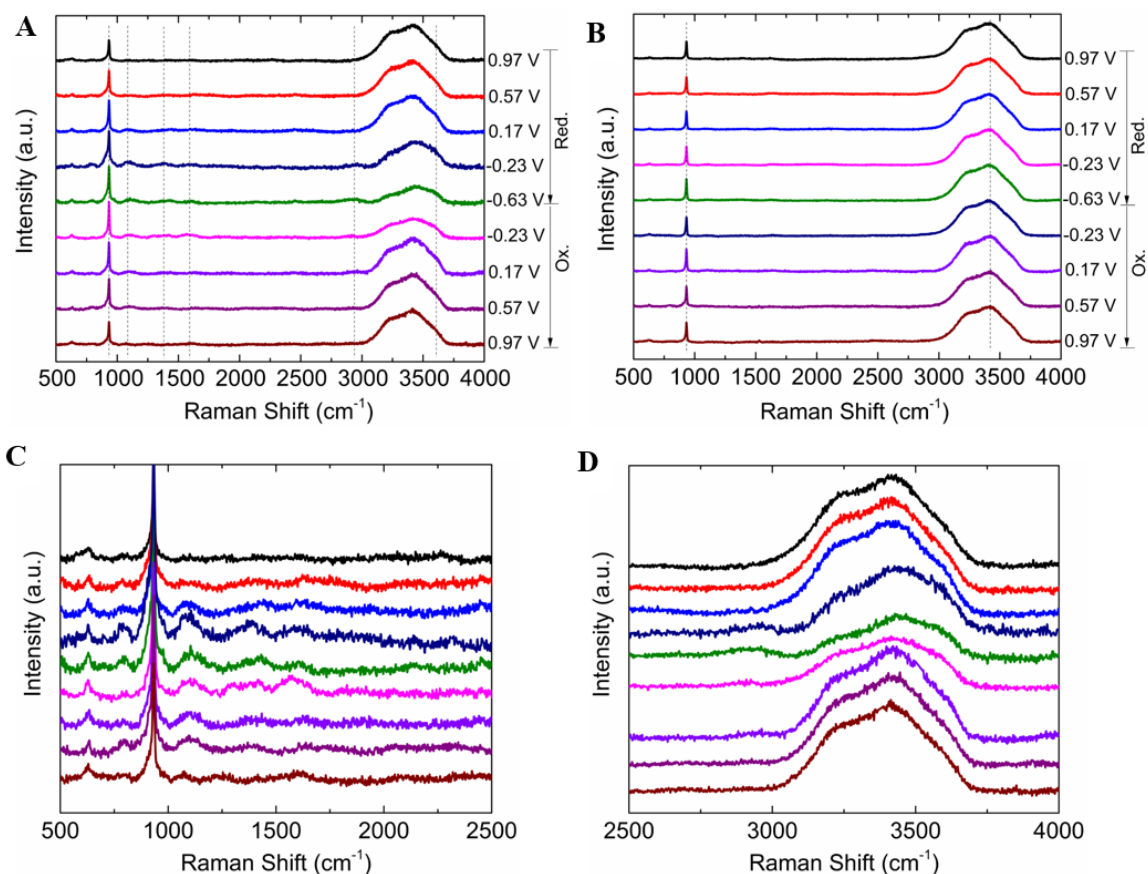 A
B
Intensity (a.u.)
0.97 V
0.57 V
0.17 V
-0.23 V
-0.63 V
-0.23 V
0.17 V
0.57 V
0.97 V
Red.
Ox.
500 1000 1500 2000 2500 3000 3500 4000
Raman Shift (cm⁻¹)
Intensity (a.u.)
0.97 V
0.57 V
0.17 V
-0.23 V
-0.63 V
-0.23 V
0.17 V
0.57 V
0.97 V
Red.
Ox.
500 1000 1500 2000 2500 3000 3500 4000
Raman Shift (cm⁻¹)
C
Intensity (a.u.)
500 1000 1500 2000 2500
Raman Shift (cm⁻¹)
D
Intensity (a.u.)
2500 3000 3500 4000
Raman Shift (cm⁻¹)